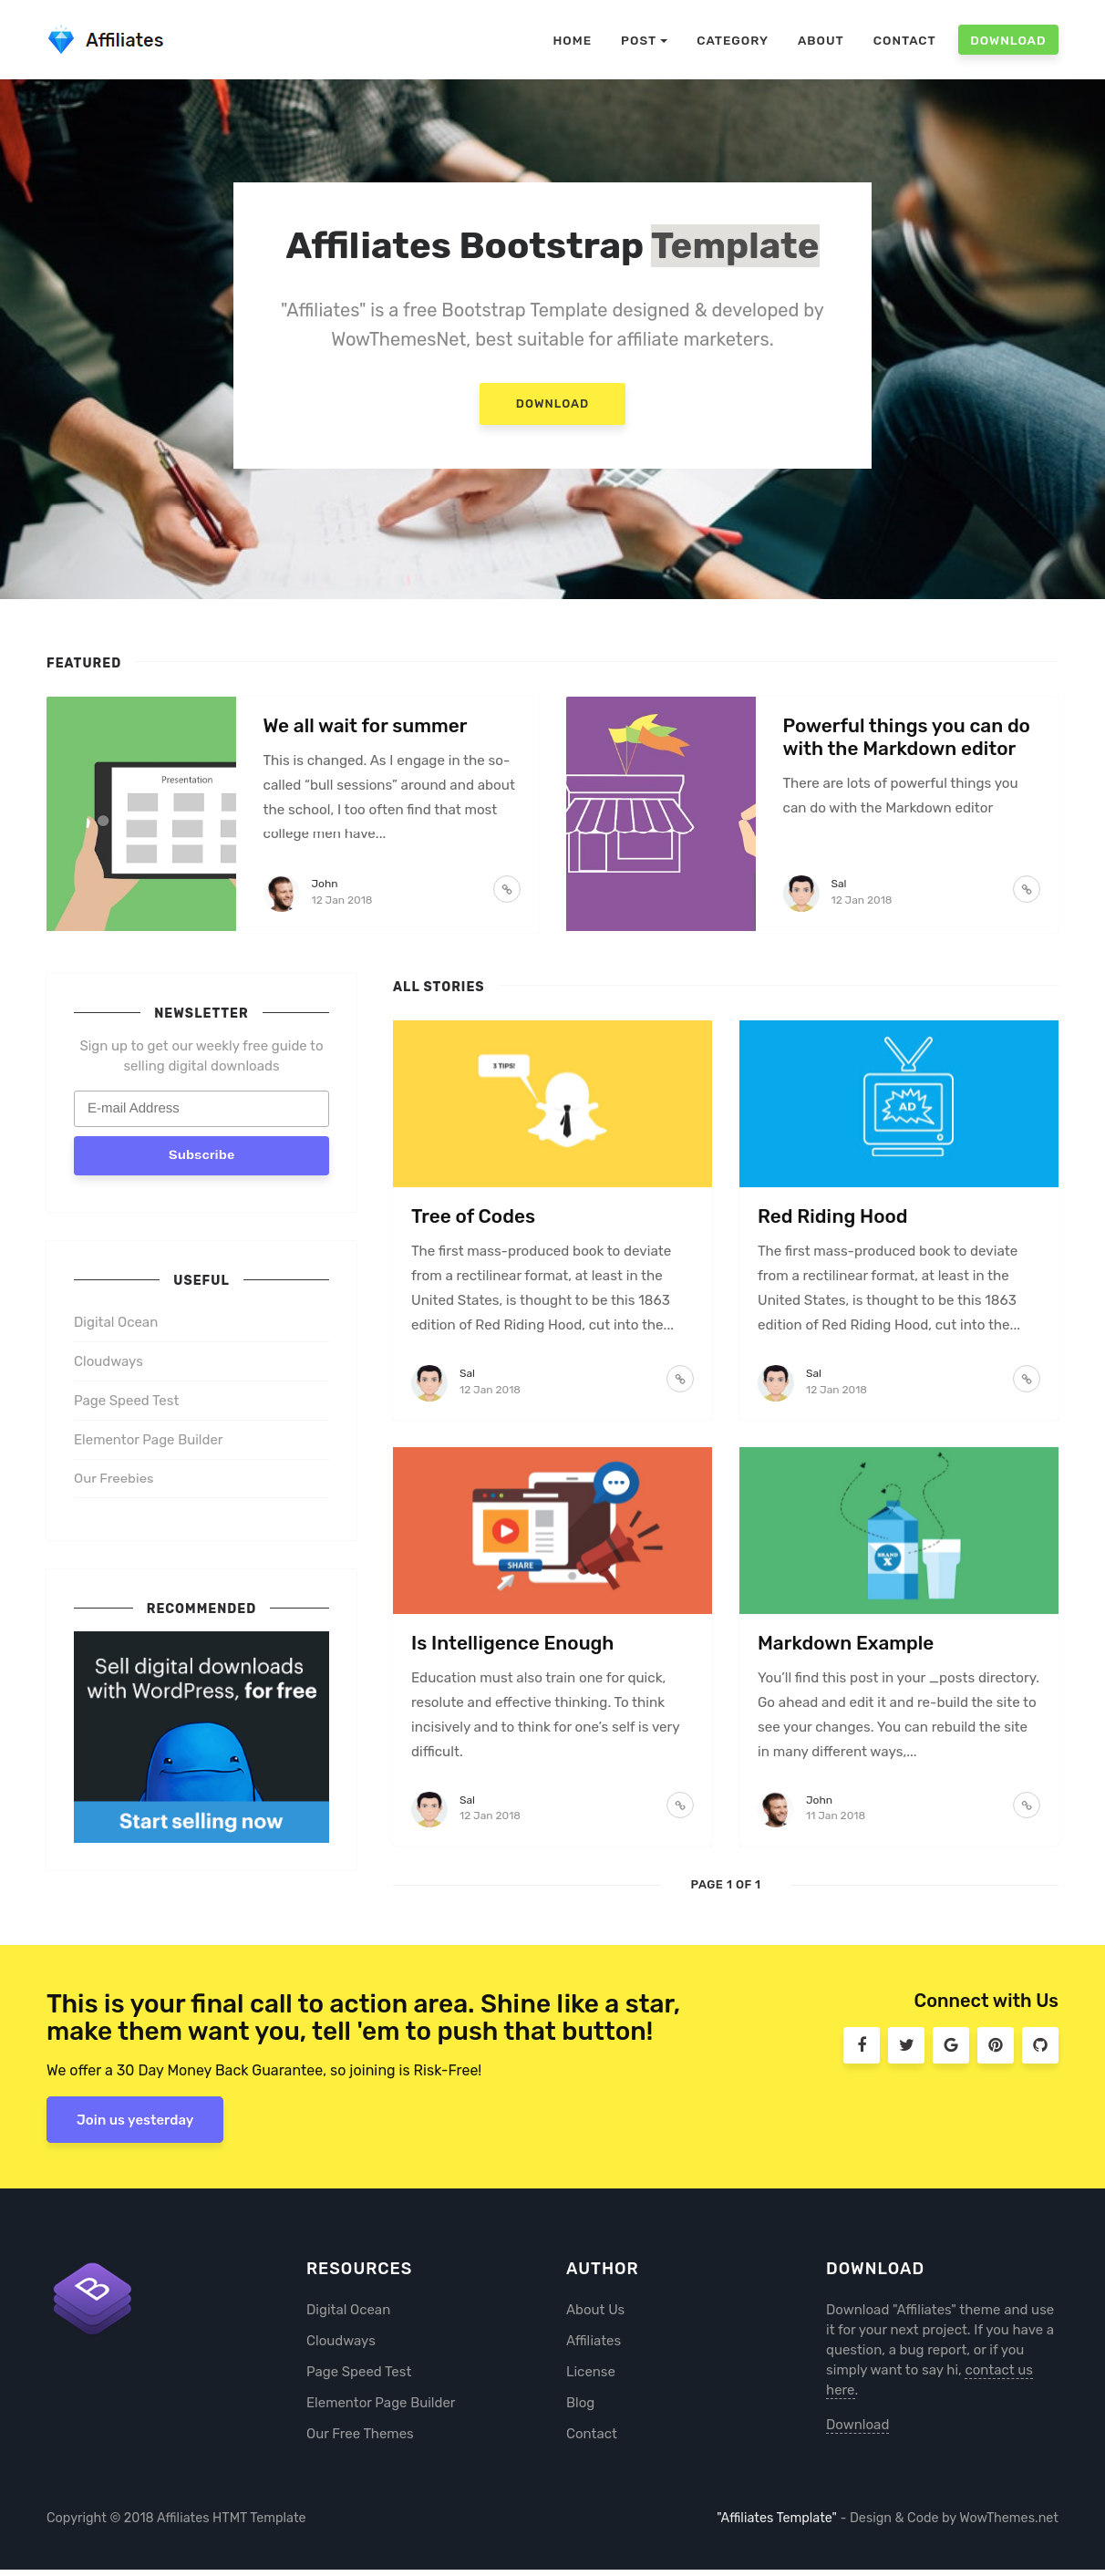 Affiliates
HOME
POST
CATEGORY
ABOUT
CONTACT
DOWNLOAD
Affiliates Bootstrap Template
"Affiliates" is a free Bootstrap Template designed & developed by
WowThemesNet, best suitable for affiliate marketers.
DOWNLOAD
FEATURED
Presentation
We all wait for summer
This is changed. As I engage in the so-
called “bull sessions” around and about
the school, I too often find that most
college men have...
John
12 Jan 2018
Powerful things you can do
with the Markdown editor
There are lots of powerful things you
can do with the Markdown editor
Sal
12 Jan 2018
NEWSLETTER
Sign up to get our weekly free guide to
selling digital downloads
E-mail Address
Subscribe
USEFUL
Digital Ocean
Cloudways
Page Speed Test
Elementor Page Builder
Our Freebies
RECOMMENDED
Sell digital downloads
with WordPress, for free
Start selling now
ALL STORIES
3 TIPS!
Tree of Codes
The first mass-produced book to deviate
from a rectilinear format, at least in the
United States, is thought to be this 1863
edition of Red Riding Hood, cut into the...
Sal
12 Jan 2018
AD
Red Riding Hood
The first mass-produced book to deviate
from a rectilinear format, at least in the
United States, is thought to be this 1863
edition of Red Riding Hood, cut into the...
Sal
12 Jan 2018
SHARE
Is Intelligence Enough
Education must also train one for quick,
resolute and effective thinking. To think
incisively and to think for one’s self is very
difficult.
Sal
12 Jan 2018
BRAND
X
Markdown Example
You’ll find this post in your _posts directory.
Go ahead and edit it and re-build the site to
see your changes. You can rebuild the site
in many different ways,...
John
11 Jan 2018
PAGE 1 OF 1
This is your final call to action area. Shine like a star,
make them want you, tell 'em to push that button!
We offer a 30 Day Money Back Guarantee, so joining is Risk-Free!
Join us yesterday
Connect with Us
B
RESOURCES
Digital Ocean
Cloudways
Page Speed Test
Elementor Page Builder
Our Free Themes
AUTHOR
About Us
Affiliates
License
Blog
Contact
DOWNLOAD
Download "Affiliates" theme and use
it for your next project. If you have a
question, a bug report, or if you
simply want to say hi, contact us
here.
Download
Copyright © 2018 Affiliates HTMT Template
"Affiliates Template" - Design & Code by WowThemes.net